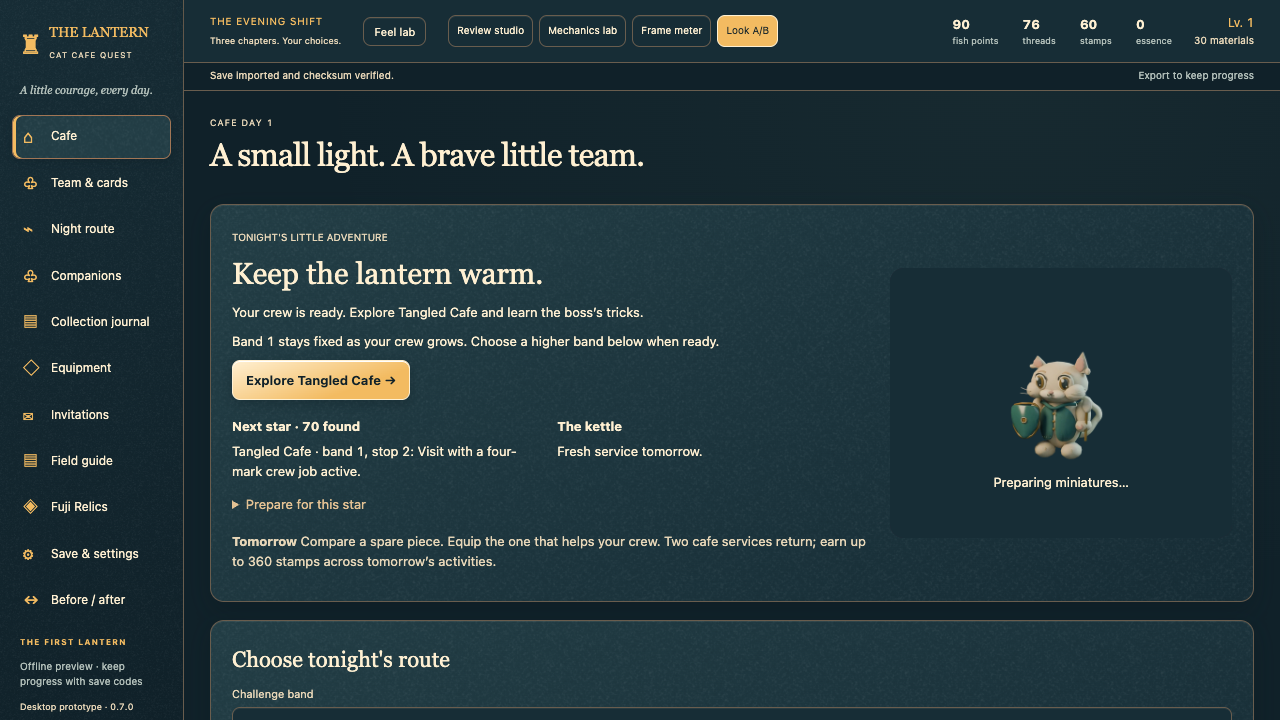 THE LANTERN
CAT CAFE QUEST
A little courage, every day.
Cafe
Team & cards
Night route
Companions
Collection journal
Equipment
Invitations
Field guide
Fuji Relics
Save & settings
Before / after
THE FIRST LANTERN
Offline preview · keep
progress with save codes
Desktop prototype · 0.7.0
THE EVENING SHIFT
Three chapters. Your choices.
Feel lab
Review studio
Mechanics lab
Frame meter
Look A/B
90
fish points
76
threads
60
stamps
0
essence
Lv. 1
30 materials
Save imported and checksum verified.
Export to keep progress
CAFE DAY 1
A small light. A brave little team.
TONIGHT'S LITTLE ADVENTURE
Keep the lantern warm.
Your crew is ready. Explore Tangled Cafe and learn the boss's tricks.
Band 1 stays fixed as your crew grows. Choose a higher band below when ready.
Explore Tangled Cafe →
Next star · 70 found
Tangled Cafe · band 1, stop 2: Visit with a four-
mark crew job active.
The kettle
Fresh service tomorrow.
Prepare for this star
Tomorrow Compare a spare piece. Equip the one that helps your crew. Two cafe services return; earn up
to 360 stamps across tomorrow's activities.
Preparing miniatures…
Choose tonight's route
Challenge band